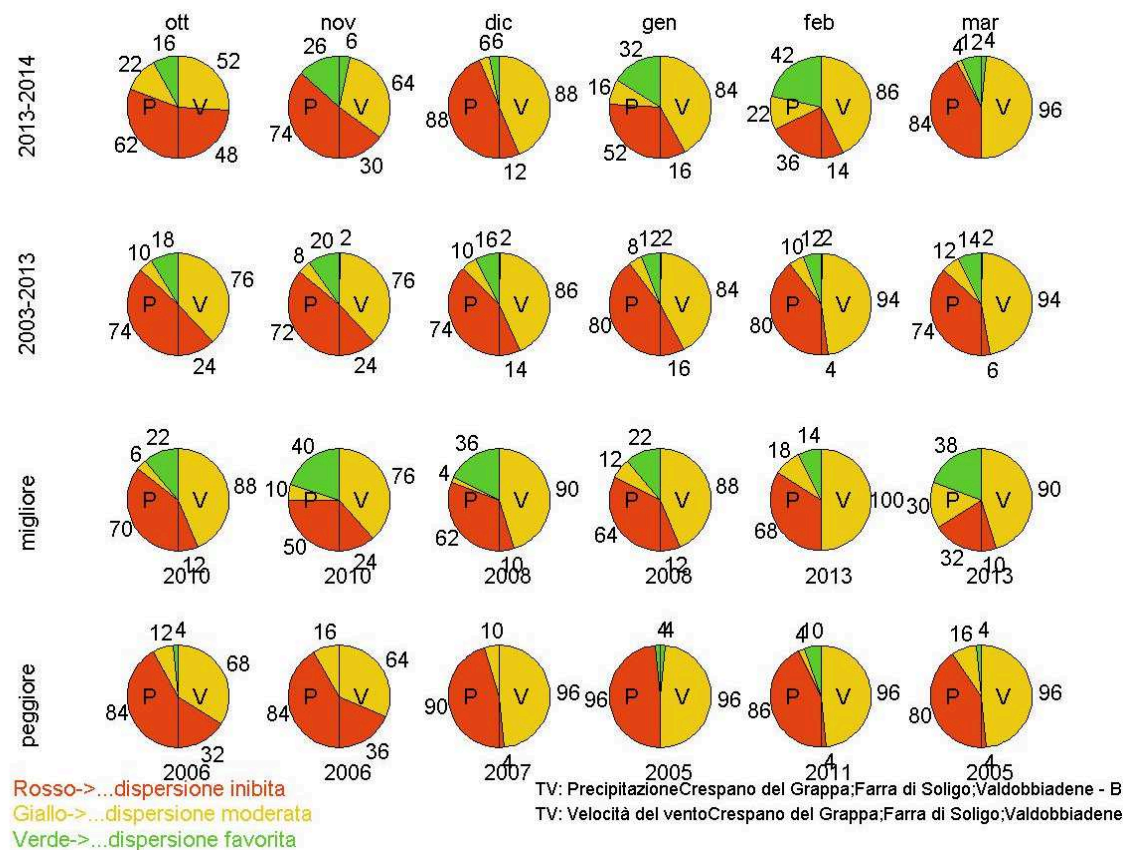 ott nov dic gen feb mar
2013-2014
16 26 6 6 6 32 42 4 12 4
22 52 64 88 16 84 22 86 96
P V P V P V P V P V P V
62 48 74 30 88 12 52 16 36 14 84
2003-2013
10 18 8 20 2 10 16 2 8 12 2 10 12 2 12 14 2
76 76 86 84 94 94
P V P V P V P V P V P V
74 24 72 24 74 14 80 16 80 4 74 6
migliore
6 22 40 4 36 12 22 18 14 38
88 10 76 90 88 100 30 90
P V P V P V P V P V P V
70 12 50 24 62 10 64 12 68 32 10
2010 2010 2008 2008 2013 2013
peggiore
12 4 16 10 4 4 4 10 16 4
68 64 96 96 96 96
P V P V P V P V P V P V
84 32 84 36 90 4 96 86 4 80 4
2006 2006 2007 2005 2011 2005
Rosso->...dispersione inibita
Giallo->...dispersione moderata
Verde->...dispersione favorita
TV: PrecipitazioneCrespano del Grappa;Farra di Soligo;Valdobbiadene - B
TV: Velocità del ventoCrespano del Grappa;Farra di Soligo;Valdobbiadene